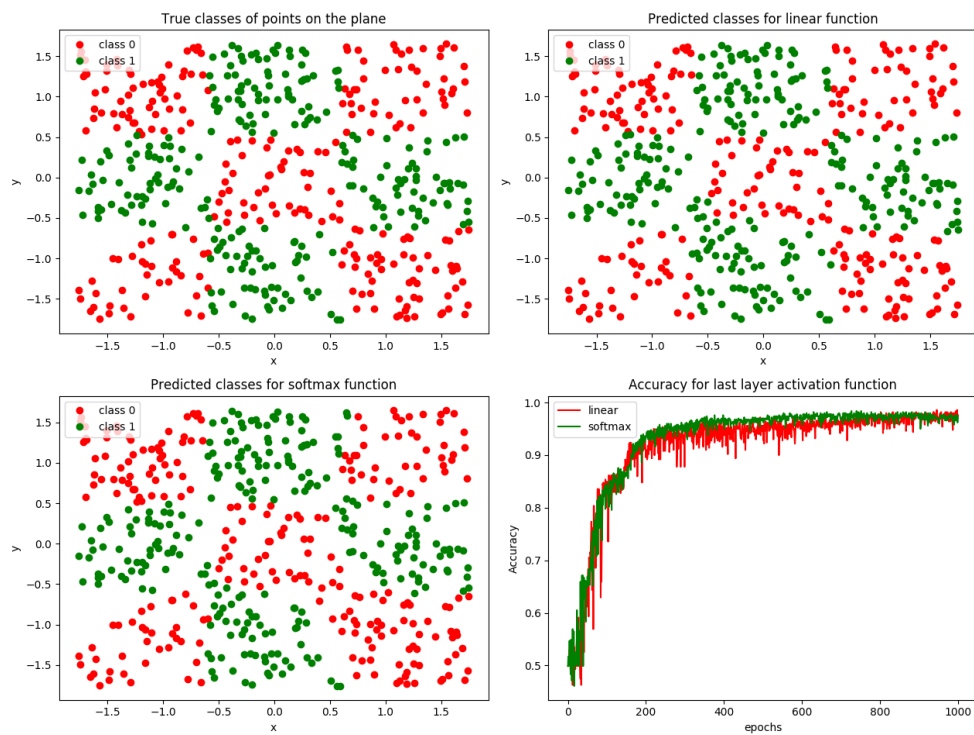 True classes of points on the plane
class 0
class 1
y
1.5
1.0
0.5
0.0
−0.5
−1.0
−1.5
−1.5
−1.0
−0.5
0.0
0.5
1.0
1.5
x
Predicted classes for linear function
class 0
class 1
y
1.5
1.0
0.5
0.0
−0.5
−1.0
−1.5
−1.5
−1.0
−0.5
0.0
0.5
1.0
1.5
x
Predicted classes for softmax function
class 0
class 1
y
1.5
1.0
0.5
0.0
−0.5
−1.0
−1.5
−1.5
−1.0
−0.5
0.0
0.5
1.0
1.5
x
Accuracy for last layer activation function
linear
softmax
Accuracy
1.0
0.9
0.8
0.7
0.6
0.5
0
200
400
600
800
1000
epochs